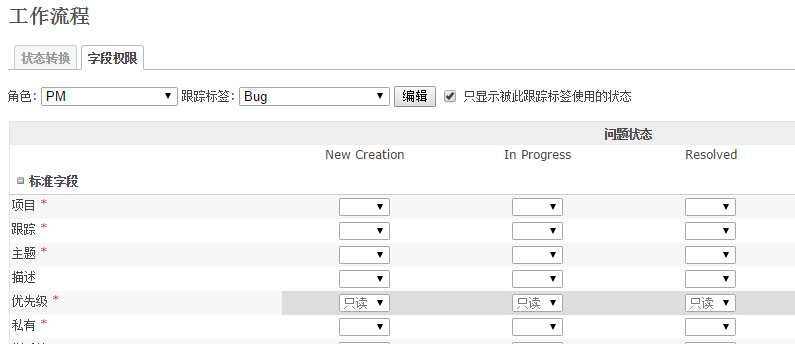 工作流程
状态转换 字段权限
角色: PM 跟踪标签: Bug 编辑 只显示被此跟踪标签使用的状态
问题状态
New Creation In Progress Resolved
标准字段
项目 *
跟踪 *
主题 *
描述
优先级 * 只读 只读 只读
私有 *